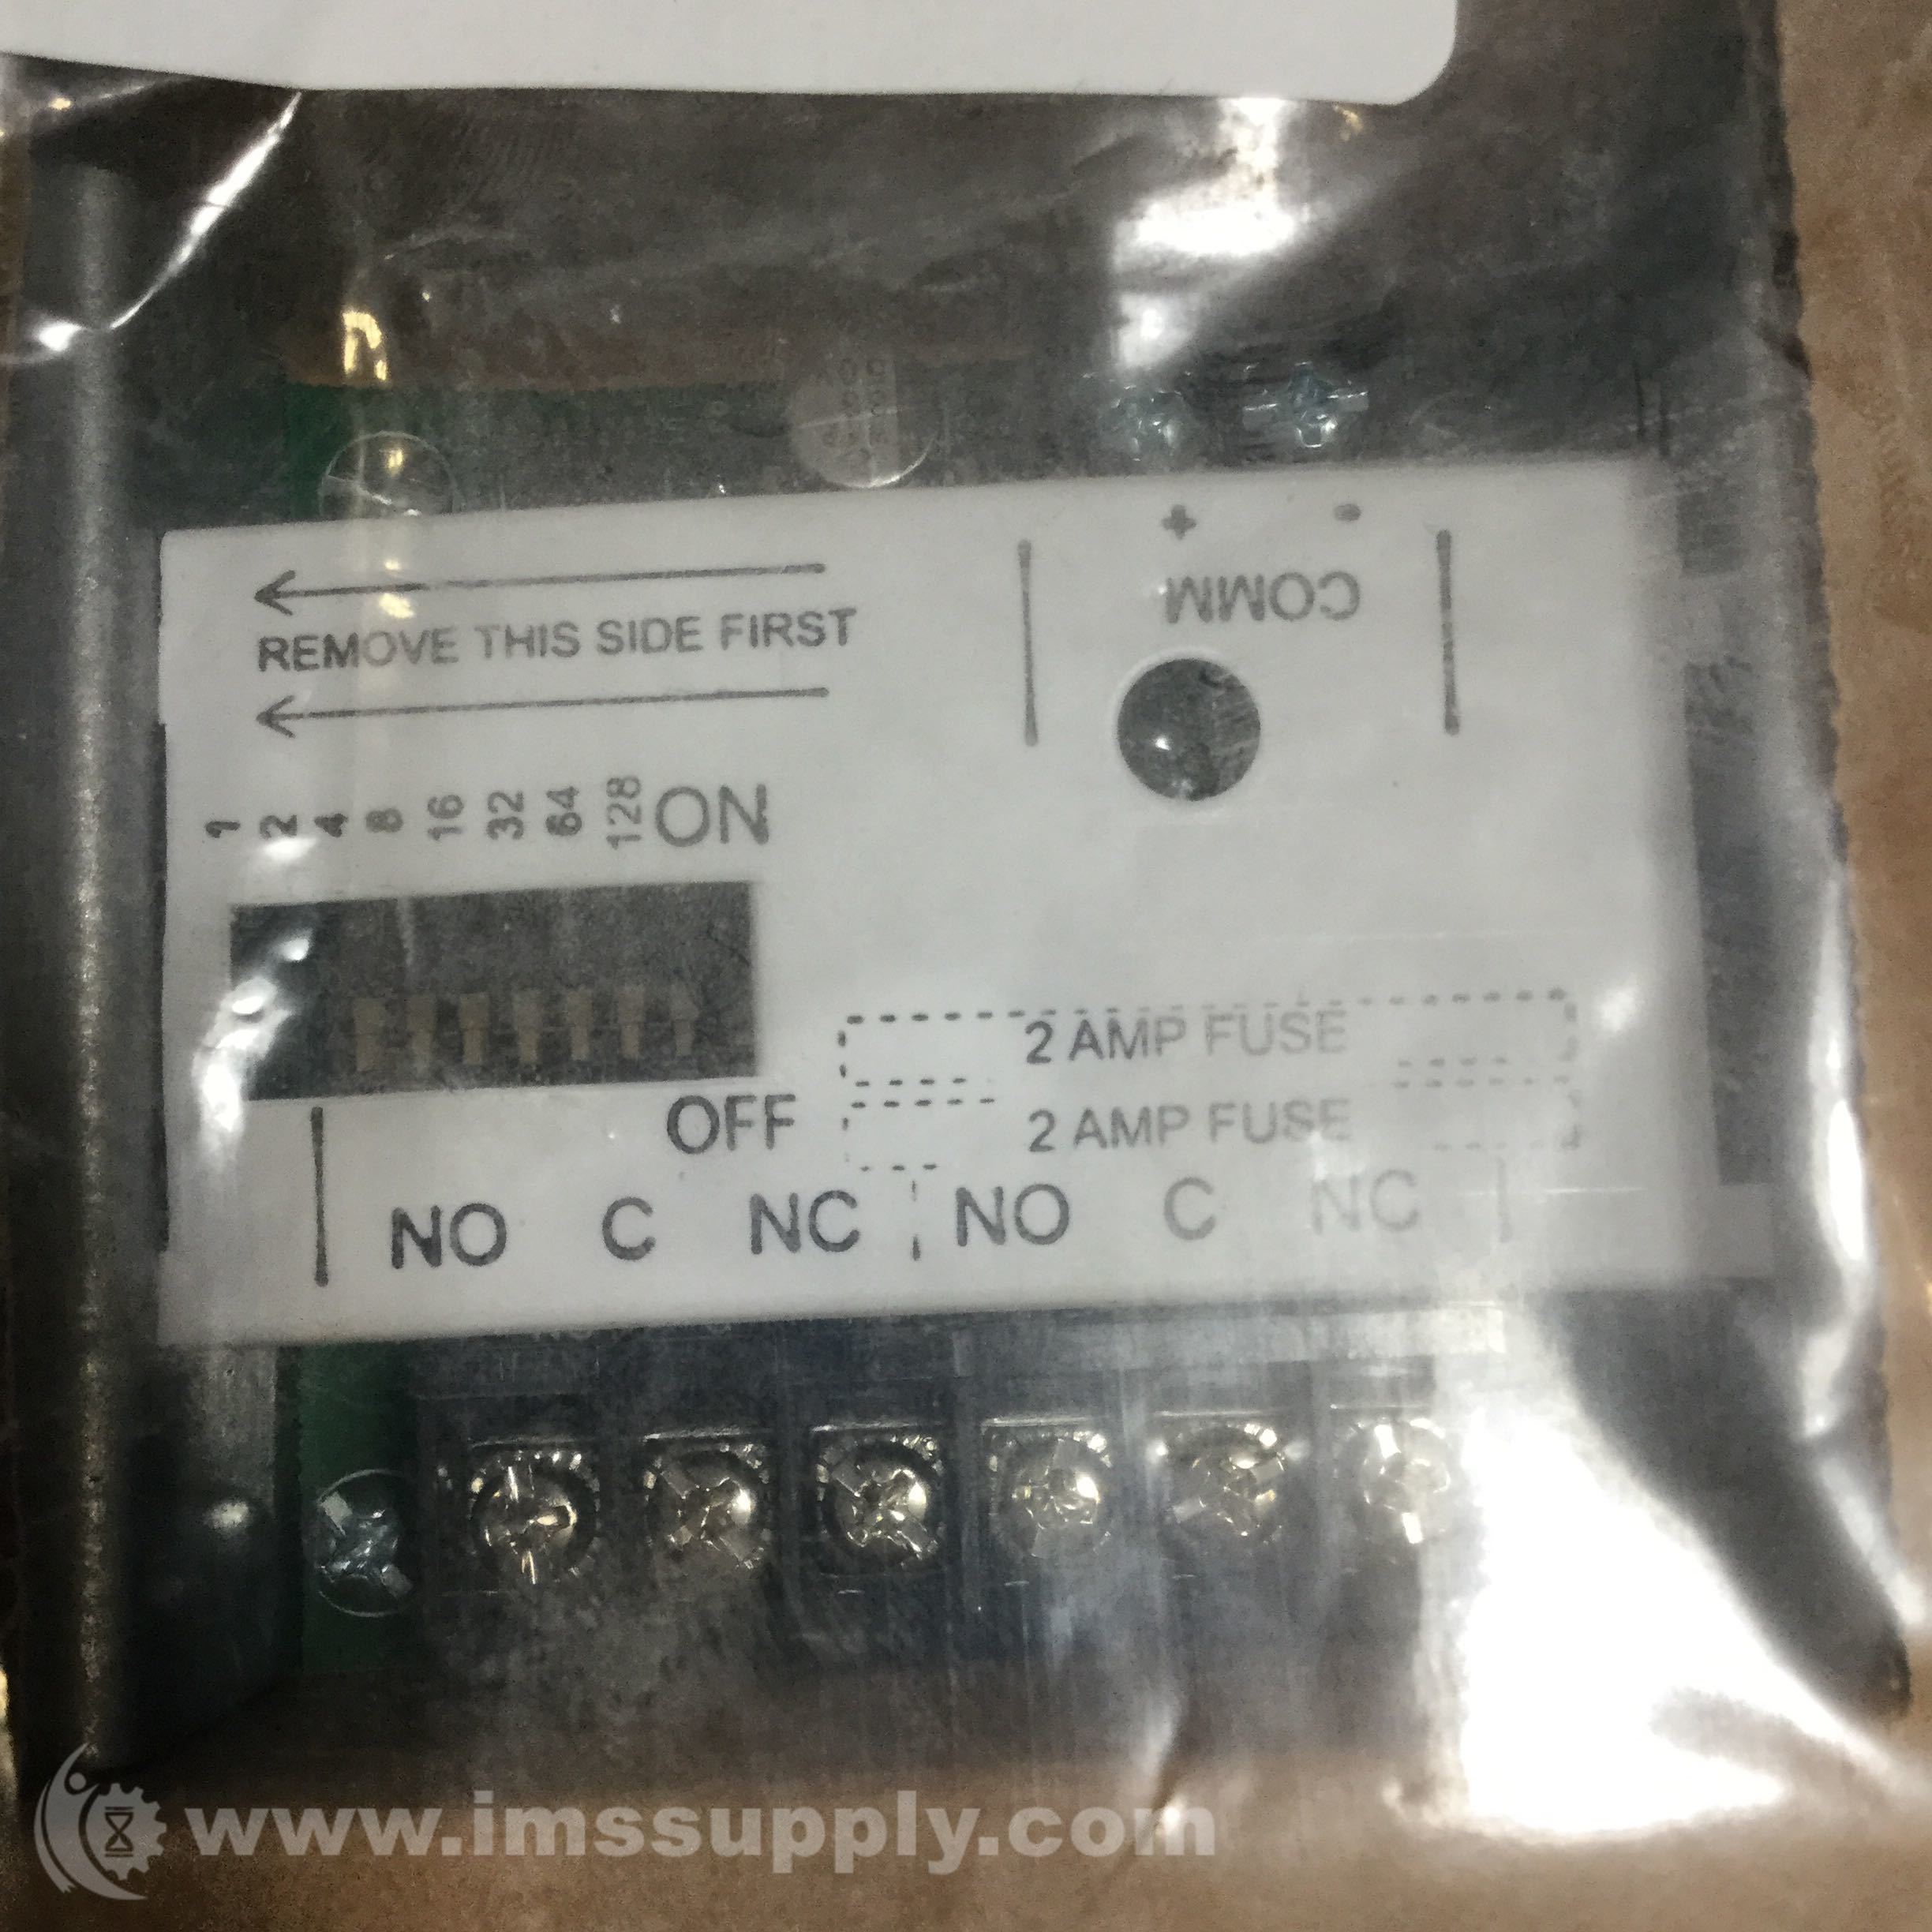 + -
COMM
REMOVE THIS SIDE FIRST
1 2 4 8 16 32 64 128 ON
2 AMP FUSE
OFF
2 AMP FUSE
NO C NC NO C NC
www.imssupply.com